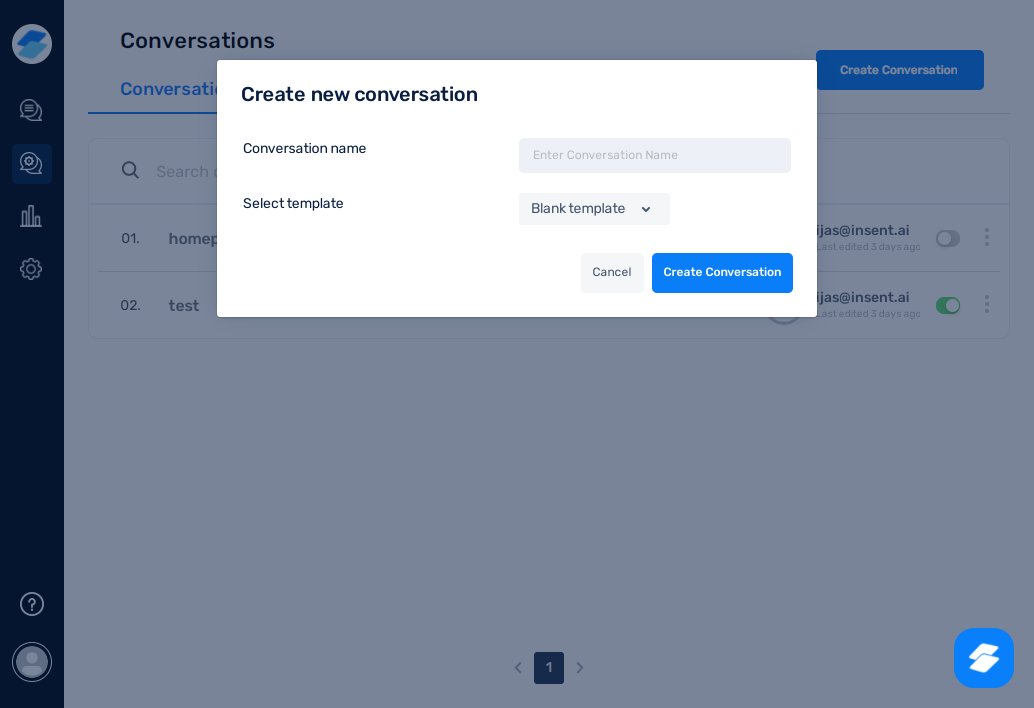 Conversations
Create Conversation
Create new conversation
Conversation name
Enter Conversation Name
Select template
Blank template
Cancel
Create Conversation
Search
01.
ijas@insent.ai
Last edited 3 days ago
02.
test
ijas@insent.ai
Last edited 3 days ago
1